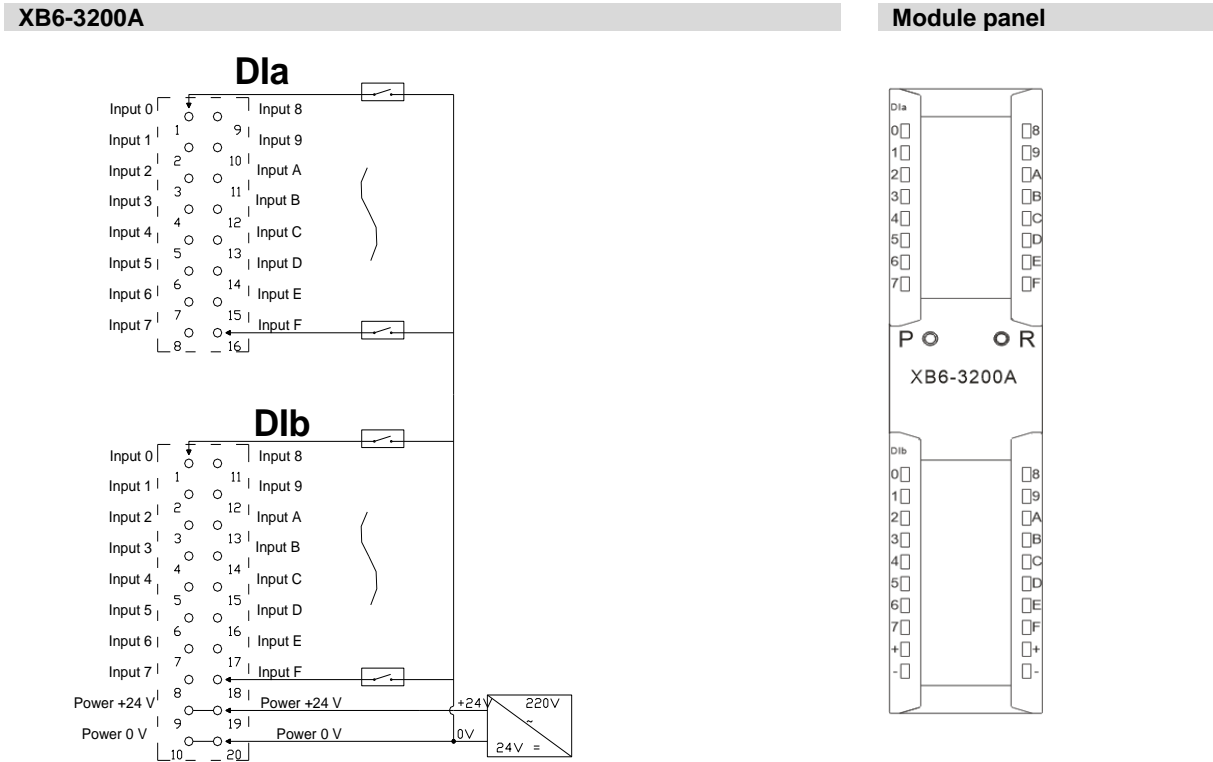 XB6-3200A
Module panel
DIa
Input 0
Input 8
1
9
Input 1
Input 9
2
10
Input 2
Input A
3
11
Input 3
Input B
4
12
Input 4
Input C
5
13
Input 5
Input D
6
14
Input 6
Input E
7
15
Input 7
Input F
8
16
DIb
Input 0
Input 8
1
11
Input 1
Input 9
2
12
Input 2
Input A
3
13
Input 3
Input B
4
14
Input 4
Input C
5
15
Input 5
Input D
6
16
Input 6
Input E
7
17
Input 7
Input F
8
18
Power +24 V
Power +24 V
+24V
220V
9
19
~
Power 0 V
Power 0 V
0V
24V =
10
20
DIa
0 8
1 9
2 A
3 B
4 C
5 D
6 E
7 F
P R
XB6-3200A
DIb
0 8
1 9
2 A
3 B
4 C
5 D
6 E
7 F
+ +
- -